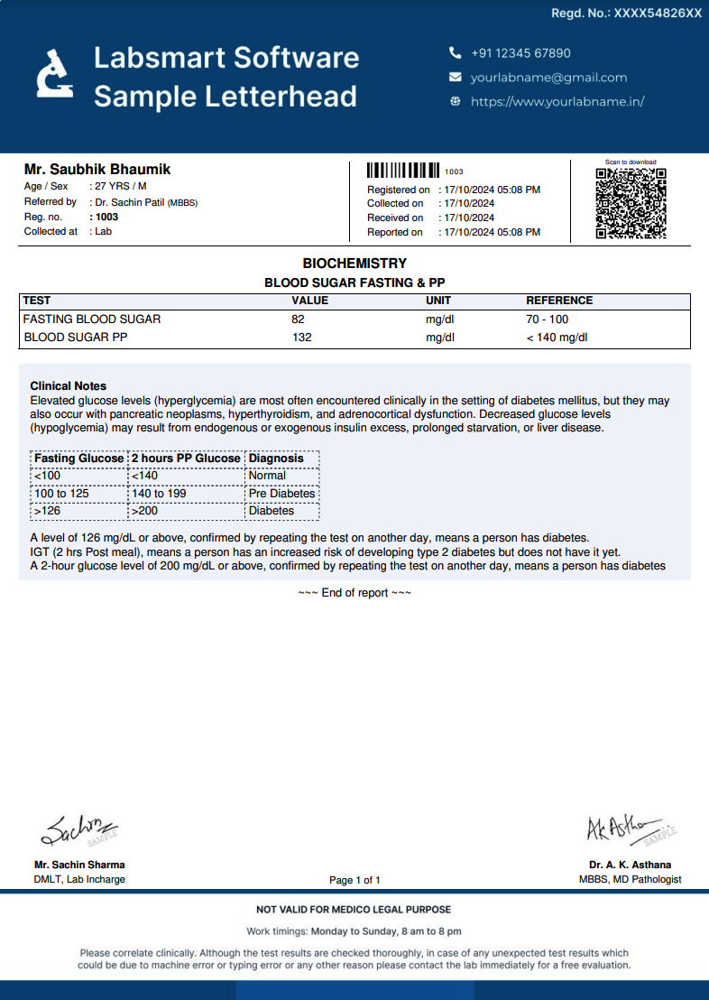 Regd. No.: XXXX54826XX
Labsmart Software
Sample Letterhead
+91 12345 67890
yourlabname@gmail.com
https://www.yourlabname.in/
Mr. Saubhik Bhaumik
Age / Sex : 27 YRS / M
Referred by : Dr. Sachin Patil (MBBS)
Reg. no. : 1003
Collected at : Lab
1003
Registered on : 17/10/2024 05:08 PM
Collected on : 17/10/2024
Received on : 17/10/2024
Reported on : 17/10/2024 05:08 PM
Scan to download
BIOCHEMISTRY
BLOOD SUGAR FASTING & PP
TEST VALUE UNIT REFERENCE
FASTING BLOOD SUGAR 82 mg/dl 70 - 100
BLOOD SUGAR PP 132 mg/dl < 140 mg/dl
Clinical Notes
Elevated glucose levels (hyperglycemia) are most often encountered clinically in the setting of diabetes mellitus, but they may
also occur with pancreatic neoplasms, hyperthyroidism, and adrenocortical dysfunction. Decreased glucose levels
(hypoglycemia) may result from endogenous or exogenous insulin excess, prolonged starvation, or liver disease.
Fasting Glucose 2 hours PP Glucose Diagnosis
<100 <140 Normal
100 to 125 140 to 199 Pre Diabetes
>126 >200 Diabetes
A level of 126 mg/dL or above, confirmed by repeating the test on another day, means a person has diabetes.
IGT (2 hrs Post meal), means a person has an increased risk of developing type 2 diabetes but does not have it yet.
A 2-hour glucose level of 200 mg/dL or above, confirmed by repeating the test on another day, means a person has diabetes
~~~ End of report ~~~
Sachin
SAMPLE
Ak Astha
SAMPLE
Mr. Sachin Sharma
DMLT, Lab Incharge
Page 1 of 1
Dr. A. K. Asthana
MBBS, MD Pathologist
NOT VALID FOR MEDICO LEGAL PURPOSE
Work timings: Monday to Sunday, 8 am to 8 pm
Please correlate clinically. Although the test results are checked thoroughly, in case of any unexpected test results which
could be due to machine error or typing error or any other reason please contact the lab immediately for a free evaluation.